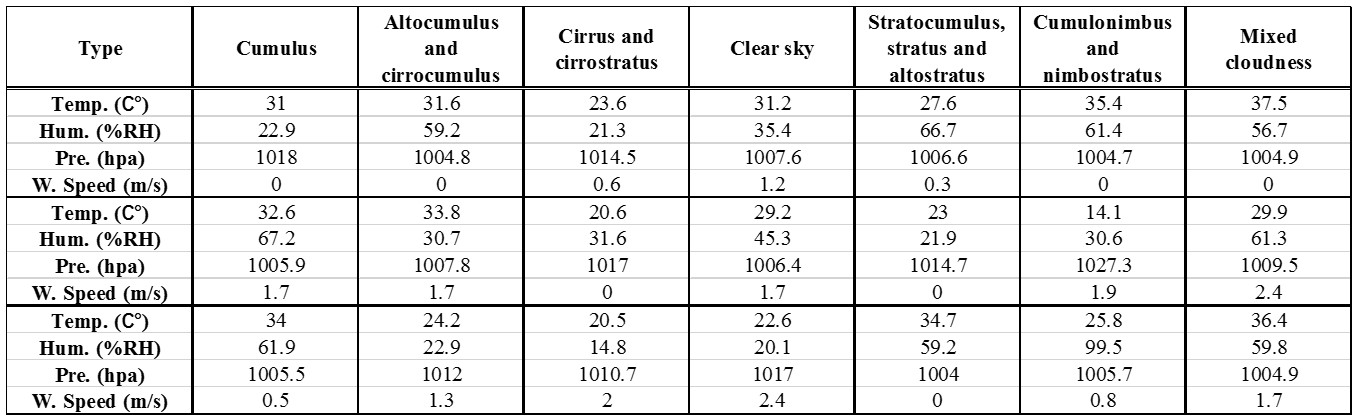 Type Cumulus Altocumulus and cirrocumulus Cirrus and cirrostratus Clear sky Stratocumulus, stratus and altostratus Cumulonimbus and nimbostratus Mixed cloudness
Temp. (C°) 31 31.6 23.6 31.2 27.6 35.4 37.5
Hum. (%RH) 22.9 59.2 21.3 35.4 66.7 61.4 56.7
Pre. (hpa) 1018 1004.8 1014.5 1007.6 1006.6 1004.7 1004.9
W. Speed (m/s) 0 0 0.6 1.2 0.3 0 0
Temp. (C°) 32.6 33.8 20.6 29.2 23 14.1 29.9
Hum. (%RH) 67.2 30.7 31.6 45.3 21.9 30.6 61.3
Pre. (hpa) 1005.9 1007.8 1017 1006.4 1014.7 1027.3 1009.5
W. Speed (m/s) 1.7 1.7 0 1.7 0 1.9 2.4
Temp. (C°) 34 24.2 20.5 22.6 34.7 25.8 36.4
Hum. (%RH) 61.9 22.9 14.8 20.1 59.2 99.5 59.8
Pre. (hpa) 1005.5 1012 1010.7 1017 1004 1005.7 1004.9
W. Speed (m/s) 0.5 1.3 2 2.4 0 0.8 1.7